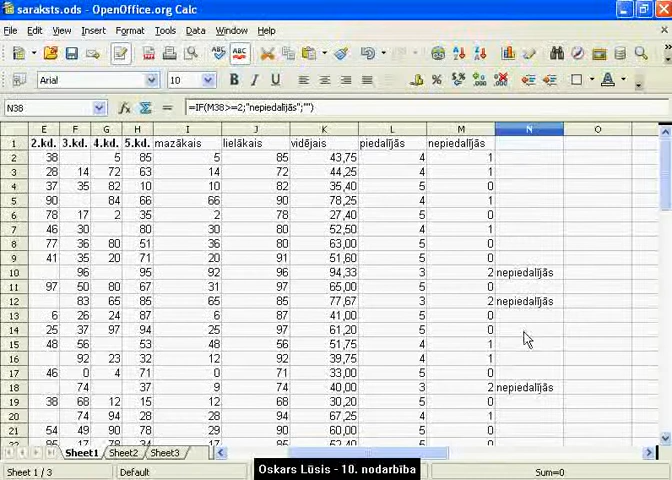 saraksts.ods - OpenOffice.org Calc
File Edit View Insert Format Tools Data Window Help
Arial 10
N38 =IF(M38>=2;"nepiedalījās";"")
E F G H I J K L M N O
1 2.kd. 3.kd. 4.kd. 5.kd. mazākais lielākais vidējais piedalījās nepiedalījās
2 38 5 85 5 85 43,75 4 1
3 28 14 72 63 14 72 44,25 4 1
4 37 35 82 10 10 82 35,40 5 0
5 90 84 66 66 90 78,25 4 1
6 78 17 2 35 2 78 27,40 5 0
7 46 30 80 30 80 52,50 4 1
8 77 36 80 51 36 80 63,00 5 0
9 41 35 20 71 20 91 51,60 5 0
10 96 95 92 96 94,33 3 2 nepiedalījās
11 97 50 80 67 31 97 65,00 5 0
12 83 65 85 65 85 77,67 3 2 nepiedalījās
13 6 26 24 87 6 87 41,00 5 0
14 25 37 97 94 25 97 61,20 5 0
15 48 56 53 48 56 51,75 4 1
16 92 23 32 12 92 39,75 4 1
17 46 0 4 71 0 71 33,00 5 0
18 74 37 9 74 40,00 3 2 nepiedalījās
19 38 68 12 15 12 68 30,20 5 0
20 74 94 28 28 94 67,25 4 1
21 54 49 90 78 29 90 60,00 5 0
Sheet1 Sheet2 Sheet3
Sheet 1 / 3 Default Oskars Lūsis - 10. nodarbība Sum=0